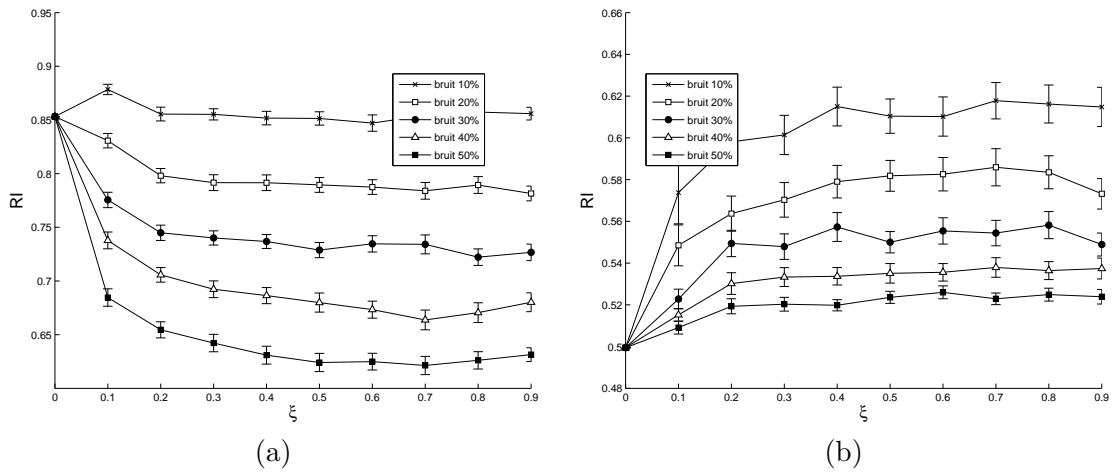 0.95
0.9
0.85
0.8
0.75
0.7
0.65
0 0.1 0.2 0.3 0.4 0.5 0.6 0.7 0.8 0.9
RI
ξ
bruit 10%
bruit 20%
bruit 30%
bruit 40%
bruit 50%
(a)
0.66
0.64
0.62
0.6
0.58
0.56
0.54
0.52
0.5
0.48
0 0.1 0.2 0.3 0.4 0.5 0.6 0.7 0.8 0.9
RI
ξ
bruit 10%
bruit 20%
bruit 30%
bruit 40%
bruit 50%
(b)